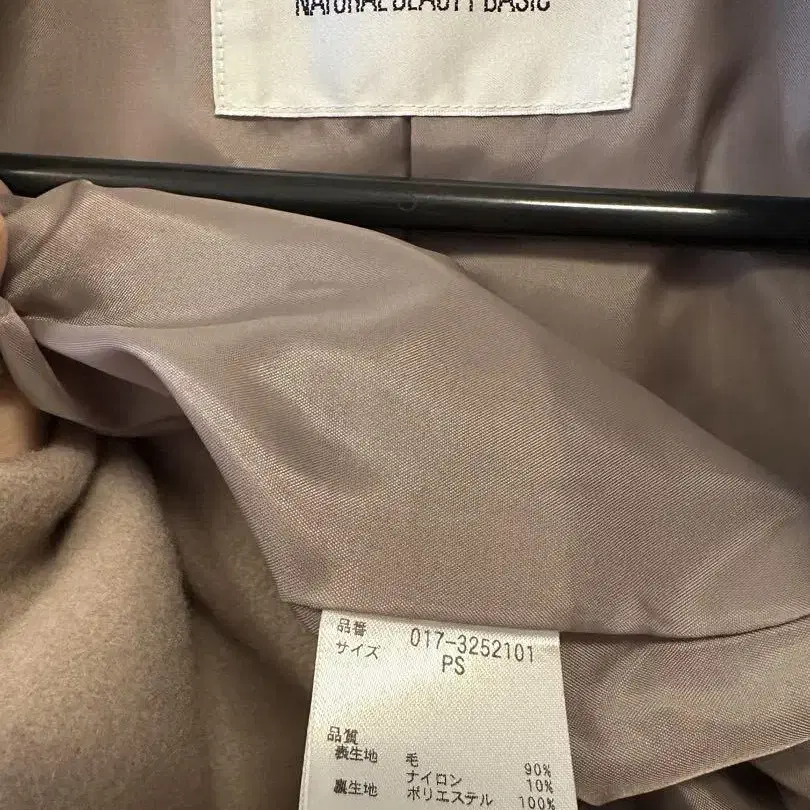 NATURAL BEAUTY BASIC
品番 017-3252101
サイズ PS
品質
表生地 毛 90%
ナイロン 10%
裏生地 ポリエステル 100%